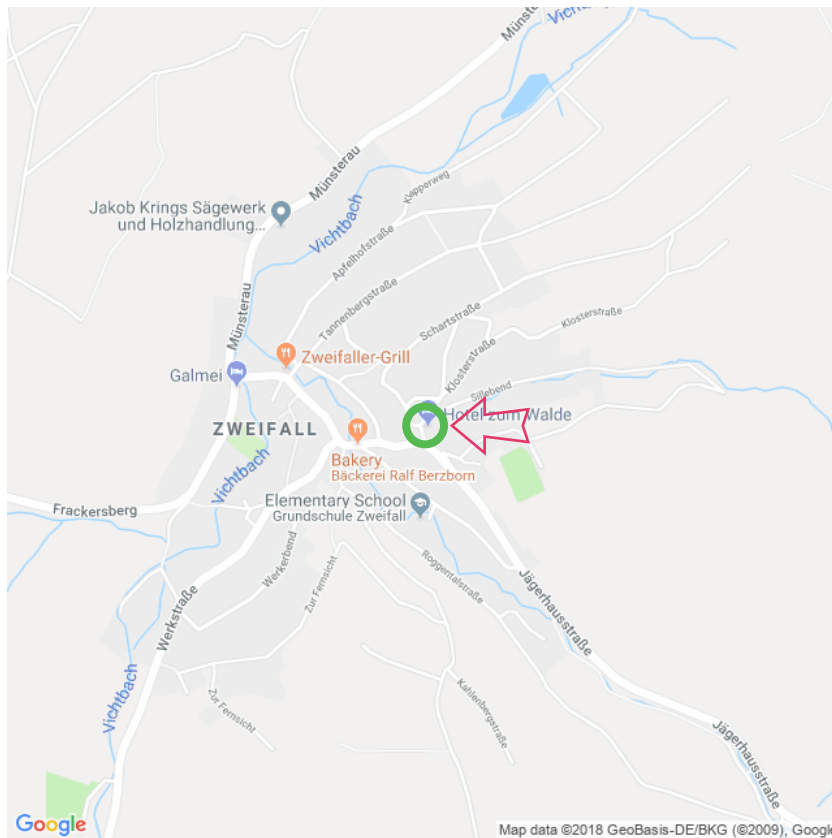 Münster
Vichtbach
Münsterau
Klapperweg
Jakob Krings Sägewerk
und Holzhandlung...
Vichtbach
Apfelhofstraße
Tannenbergstraße
Münsterau
Schartstraße
Klosterstraße
Klosterstraße
Zweifaller-Grill
Galmei
Sillebend
Hotel zum Walde
ZWEIFALL
Bakery
Bäckerei Ralf Berzborn
Vichtbach
Elementary School
Grundschule Zweifall
Frackersberg
Werkerbend
Zur Fernsicht
Roggentalstraße
Jägerhausstraße
Werkstraße
Vichtbach
Zur Fernsicht
Kahlenbergstraße
Jägerhausstraße
Google
Map data ©2018 GeoBasis-DE/BKG (©2009), Google